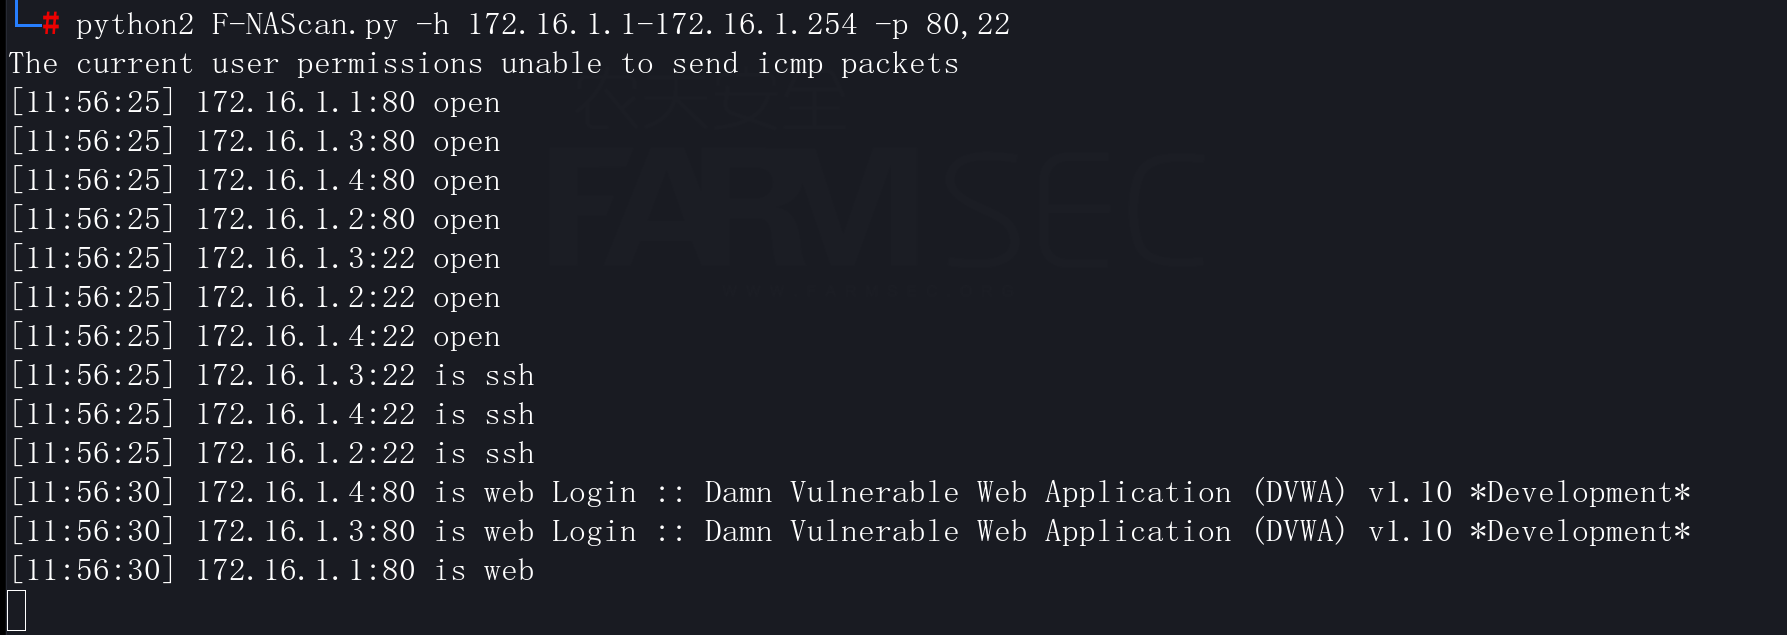 # python2 F-NAScan.py -h 172.16.1.1-172.16.1.254 -p 80,22
The current user permissions unable to send icmp packets
[11:56:25] 172.16.1.1:80 open
[11:56:25] 172.16.1.3:80 open
[11:56:25] 172.16.1.4:80 open
[11:56:25] 172.16.1.2:80 open
[11:56:25] 172.16.1.3:22 open
[11:56:25] 172.16.1.2:22 open
[11:56:25] 172.16.1.4:22 open
[11:56:25] 172.16.1.3:22 is ssh
[11:56:25] 172.16.1.4:22 is ssh
[11:56:25] 172.16.1.2:22 is ssh
[11:56:30] 172.16.1.4:80 is web Login :: Damn Vulnerable Web Application (DVWA) v1.10 *Development*
[11:56:30] 172.16.1.3:80 is web Login :: Damn Vulnerable Web Application (DVWA) v1.10 *Development*
[11:56:30] 172.16.1.1:80 is web
农夫安全
FARMSEC